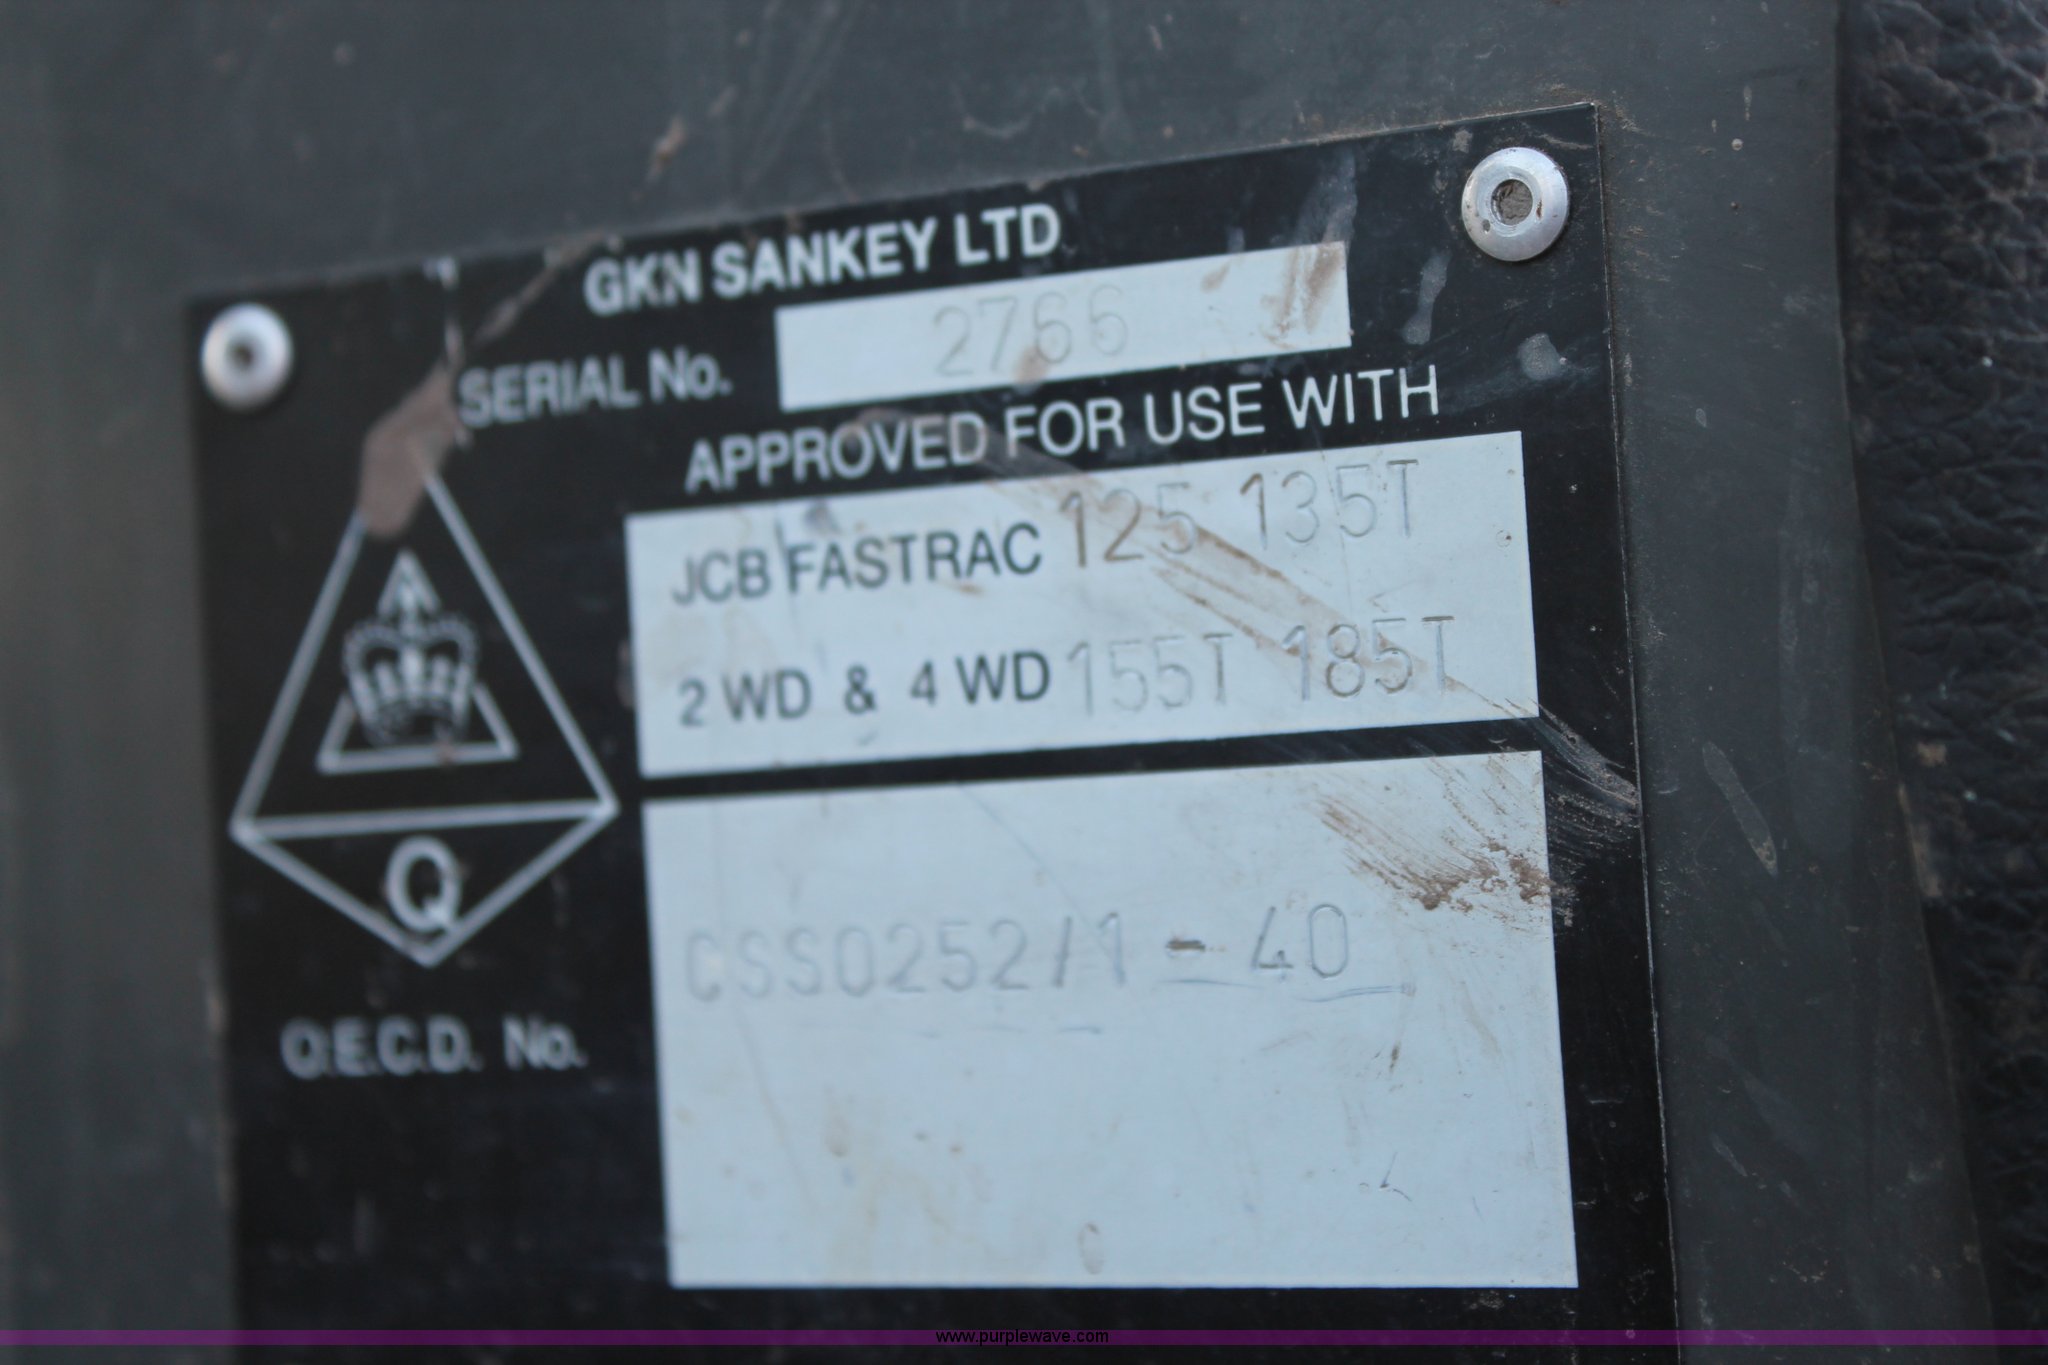 GKN SANKEY LTD
SERIAL No. 2766
APPROVED FOR USE WITH
JCB FASTRAC 125 135T
2 WD & 4 WD 155T 185T
Q
CSS0252/1 - 40
O.E.C.D. No.
www.purplewave.com